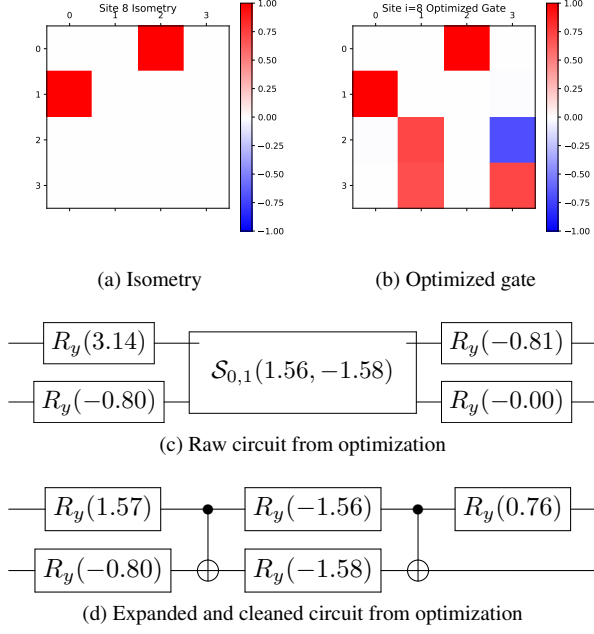 Site 8 Isometry
0 1 2 3
0
1
2
3
1.00
0.75
0.50
0.25
0.00
−0.25
−0.50
−0.75
−1.00
Site i=8 Optimized Gate
0 1 2 3
0
1
2
3
1.00
0.75
0.50
0.25
0.00
−0.25
−0.50
−0.75
−1.00
(a) Isometry
(b) Optimized gate
R_y(3.14)
R_y(−0.80)
S_{0,1}(1.56, −1.58)
R_y(−0.81)
R_y(−0.00)
(c) Raw circuit from optimization
R_y(1.57) R_y(−1.56) R_y(0.76)
R_y(−0.80) R_y(−1.58)
(d) Expanded and cleaned circuit from optimization